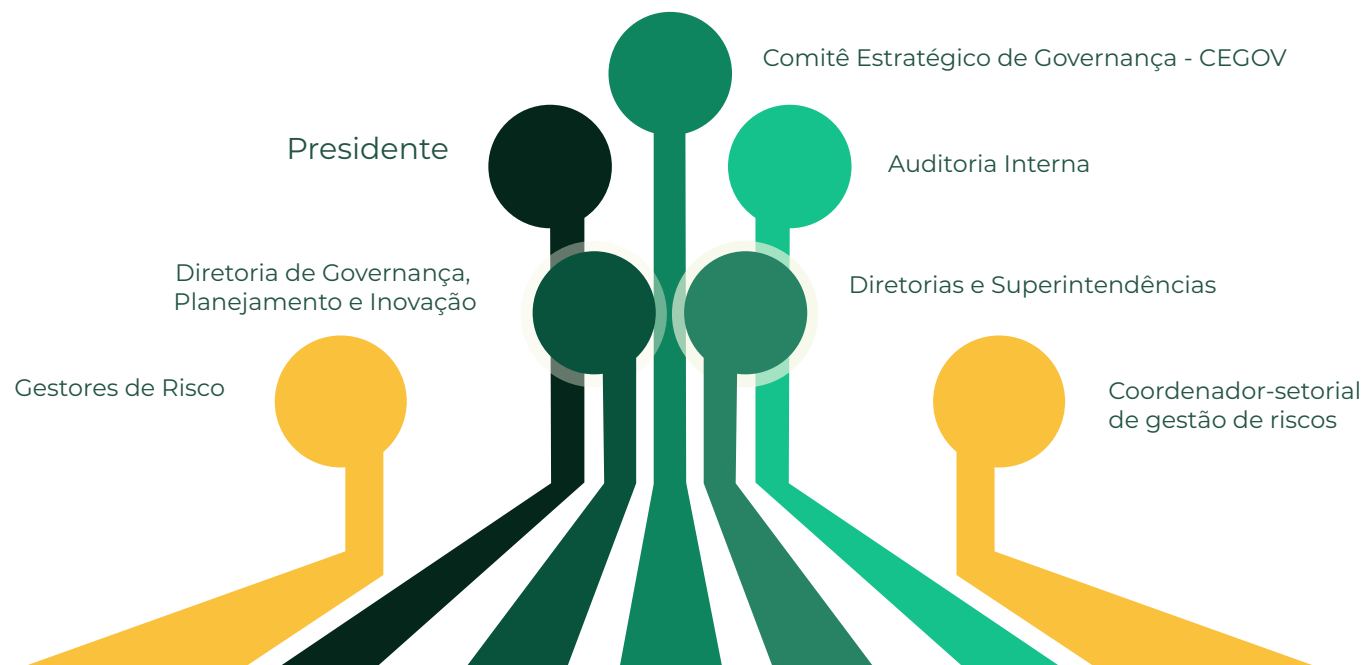 Comitê Estratégico de Governança - CEGOV
Presidente
Auditoria Interna
Diretoria de Governança,
Planejamento e Inovação
Diretorias e Superintendências
Gestores de Risco
Coordenador-setorial
de gestão de riscos